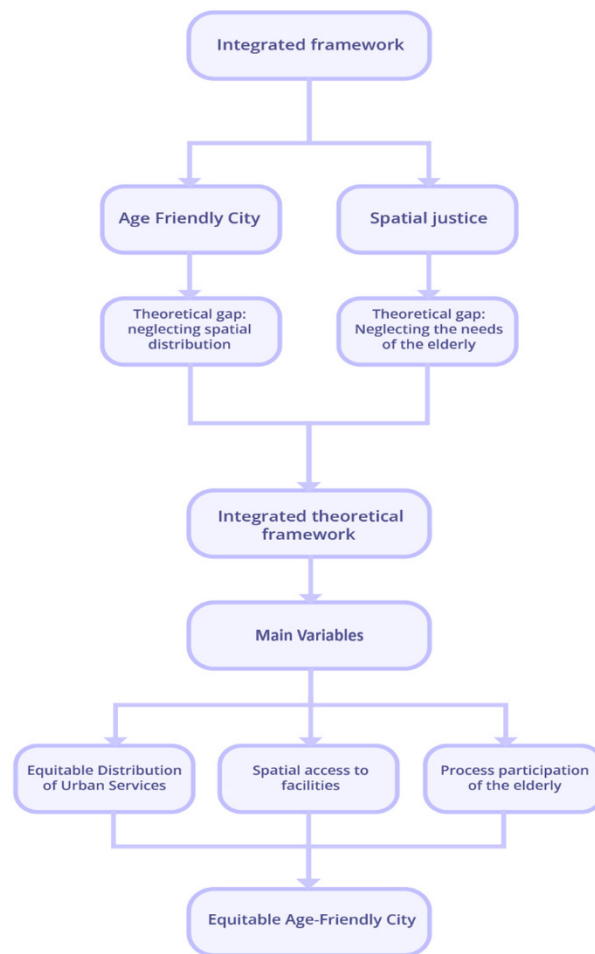 Integrated framework
Age Friendly City
Spatial justice
Theoretical gap:
neglecting spatial
distribution
Theoretical gap:
Neglecting the needs
of the elderly
Integrated theoretical
framework
Main Variables
Equitable Distribution
of Urban Services
Spatial access to
facilities
Process participation
of the elderly
Equitable Age-Friendly City